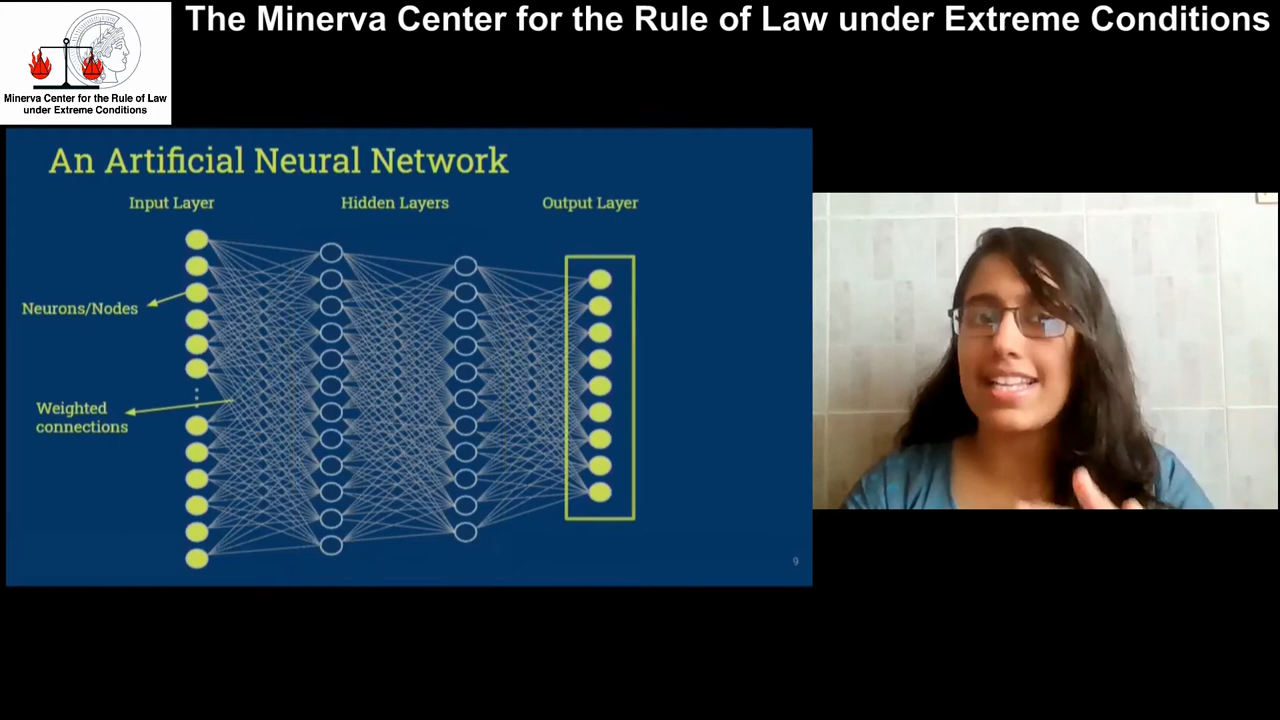 The Minerva Center for the Rule of Law under Extreme Conditions
Minerva Center for the Rule of Law
under Extreme Conditions
An Artificial Neural Network
Input Layer
Hidden Layers
Output Layer
Neurons/Nodes
Weighted
connections
9